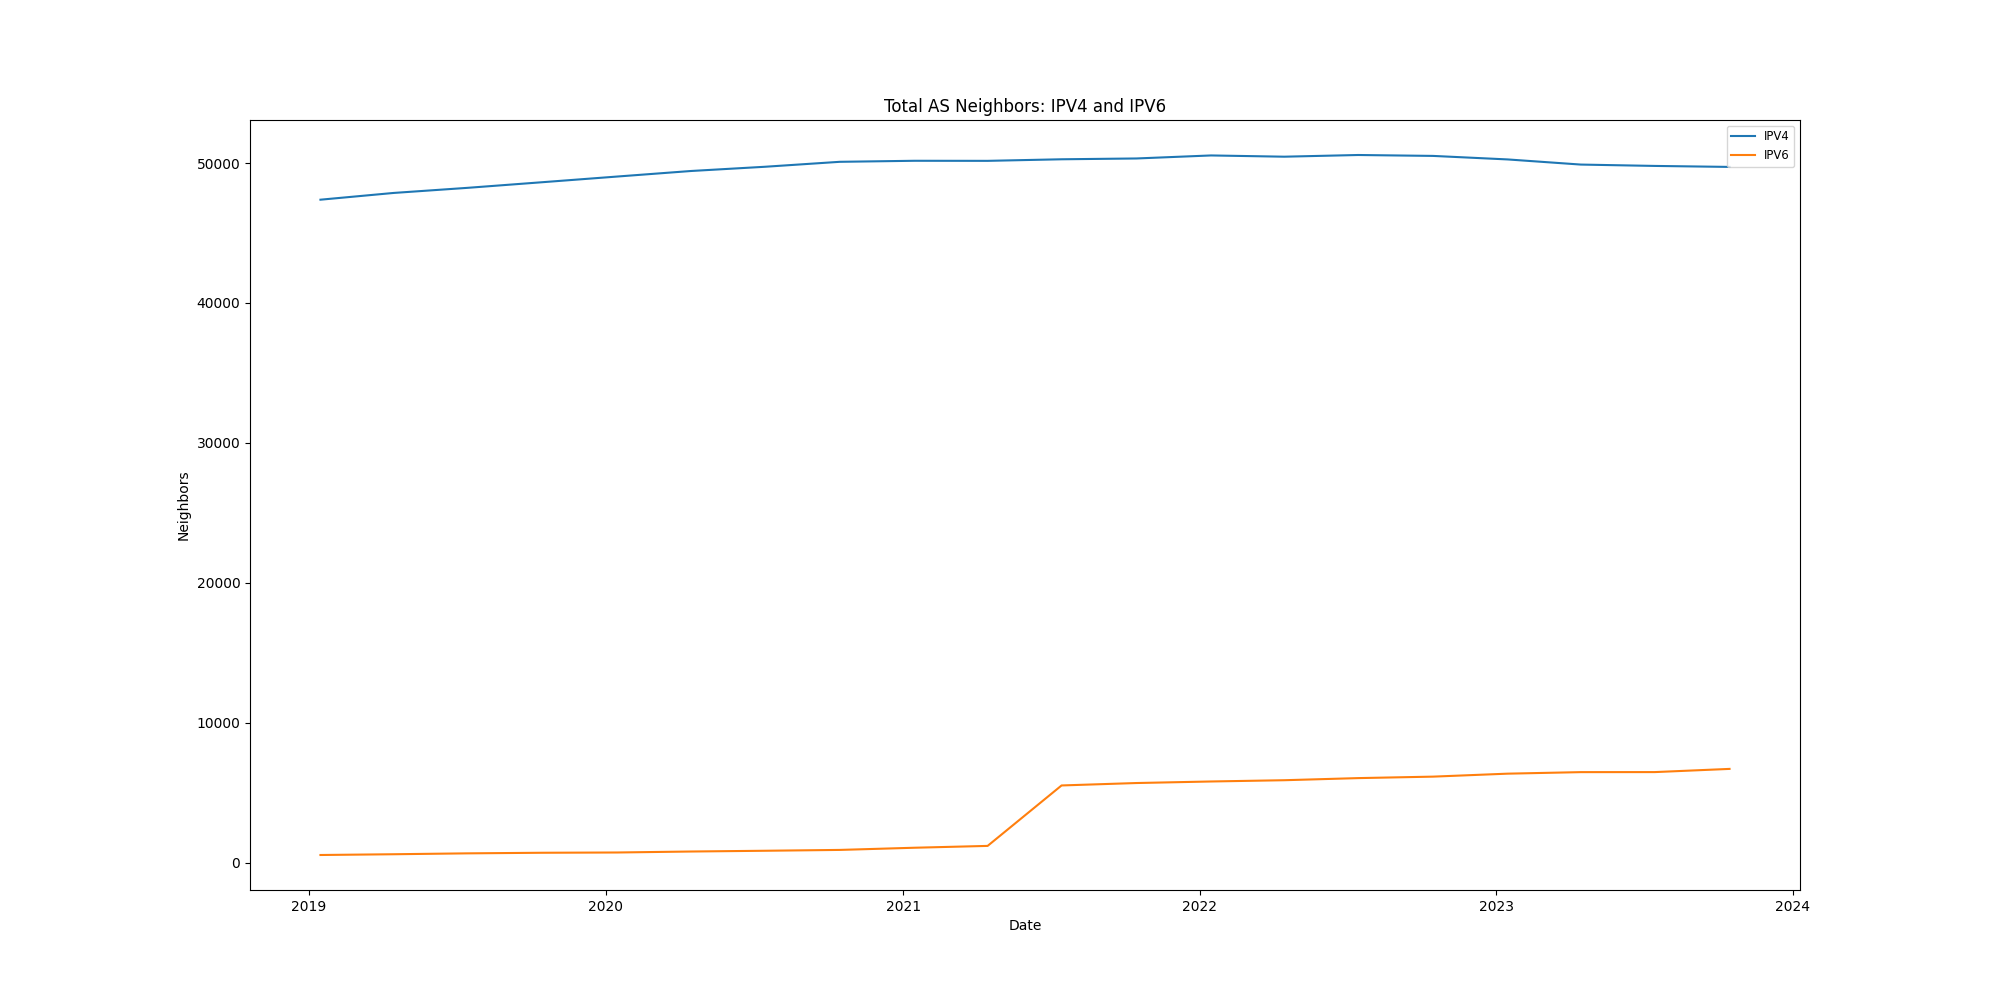 Total AS Neighbors: IPV4 and IPV6
IPV4
IPV6
50000
40000
30000
20000
10000
0
Neighbors
2019 2020 2021 2022 2023 2024
Date